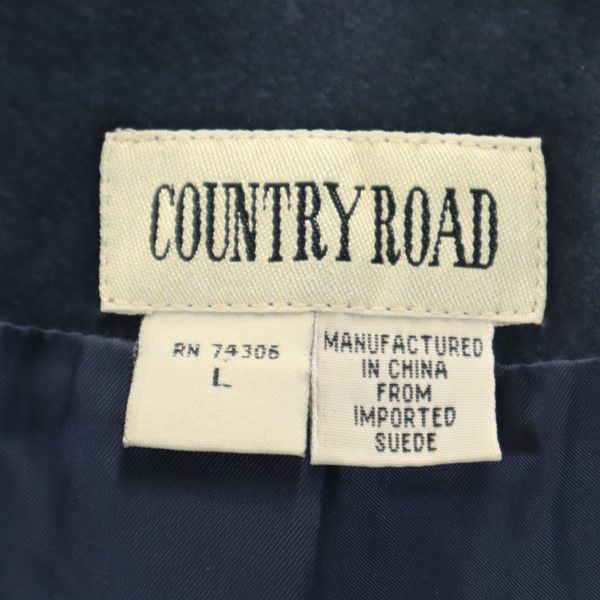 COUNTRY ROAD
RN 74306
L
MANUFACTURED
IN CHINA
FROM
IMPORTED
SUEDE